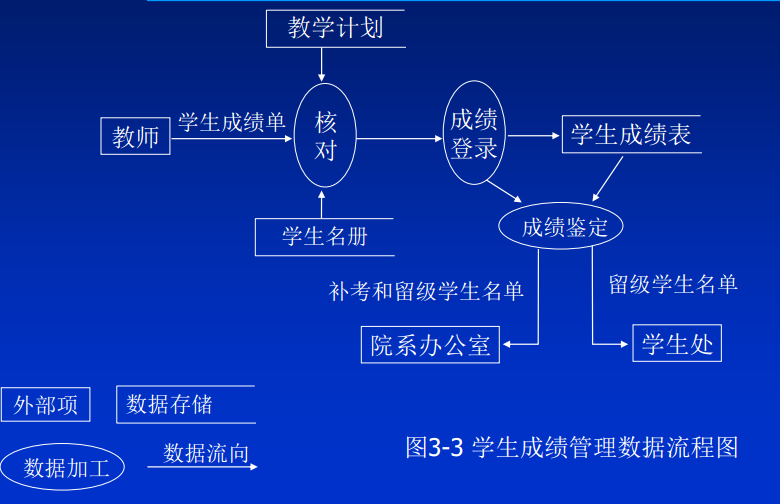 教学计划
教师
学生成绩单
核
对
成绩
登录
学生成绩表
学生名册
成绩鉴定
补考和留级学生名单
留级学生名单
院系办公室
学生处
外部项
数据存储
数据加工
数据流向
图3-3 学生成绩管理数据流程图